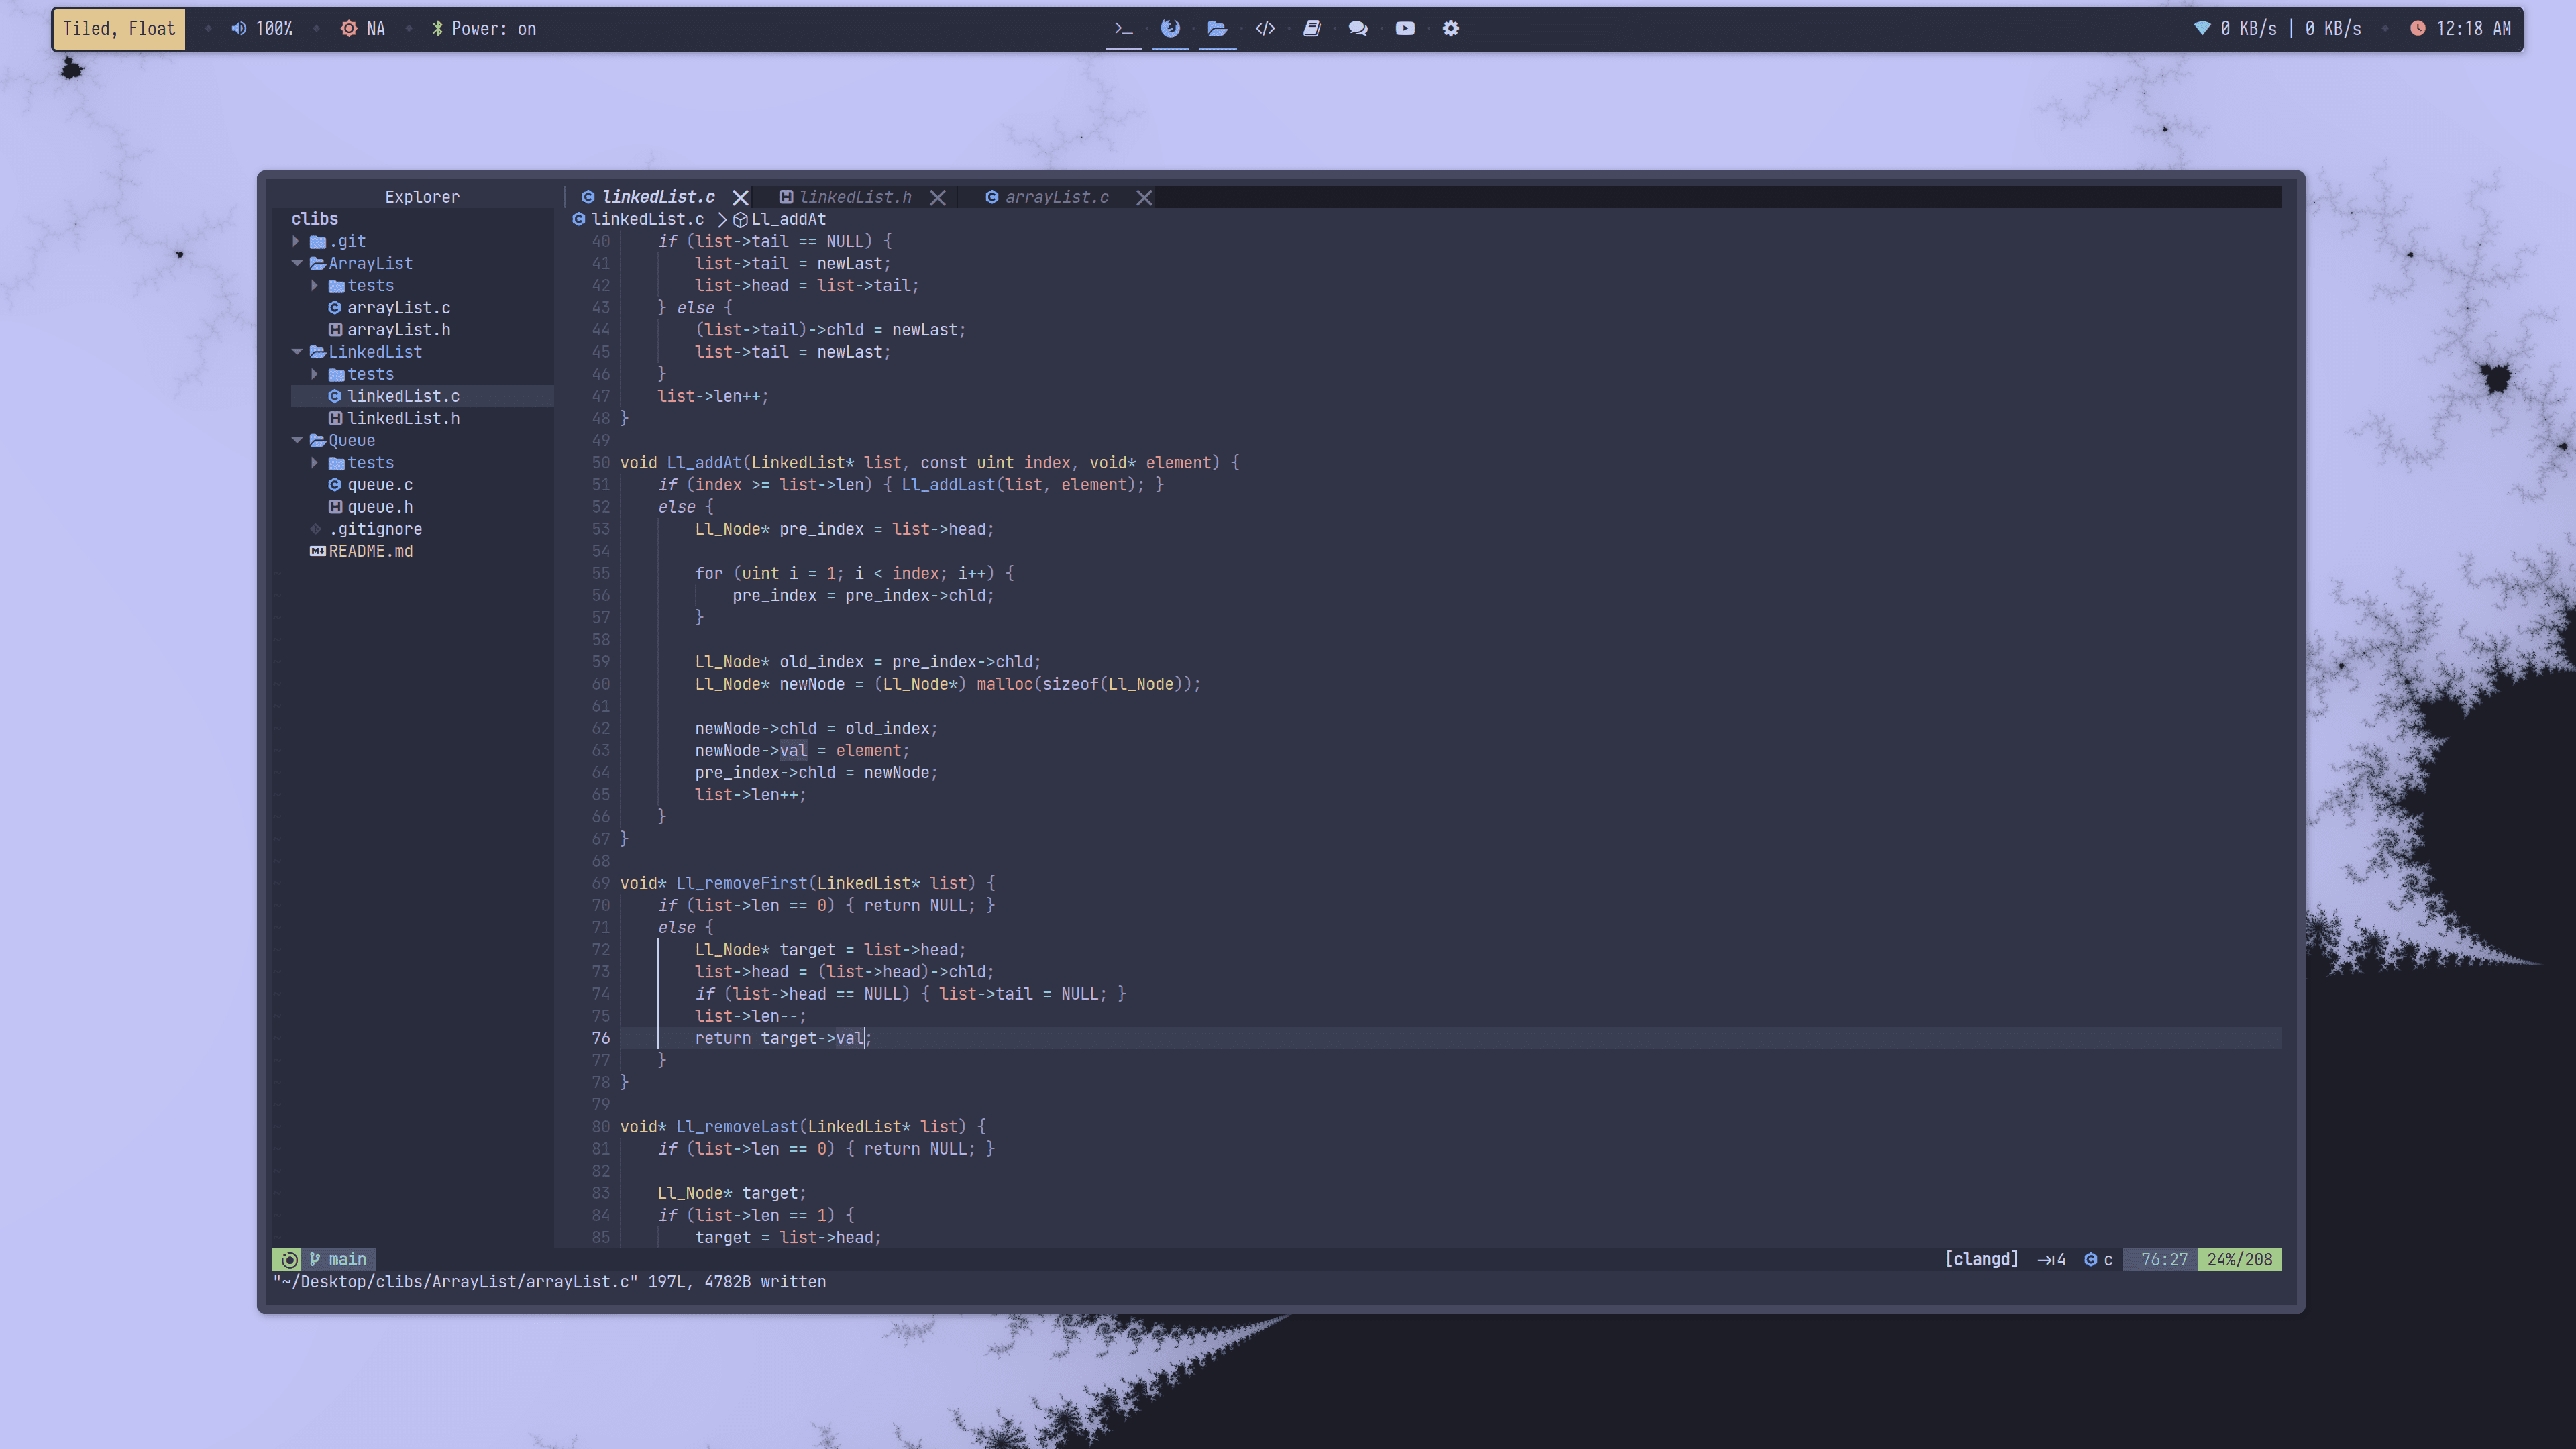 Tiled, Float 100% NA Power: on 0 KB/s | 0 KB/s 12:18 AM
Explorer
clibs
.git
ArrayList
tests
arrayList.c
arrayList.h
LinkedList
tests
linkedList.c
linkedList.h
Queue
tests
queue.c
queue.h
.gitignore
README.md
linkedList.c linkedList.h arrayList.c
linkedList.c Ll_addAt
40 if (list->tail == NULL) {
41 list->tail = newLast;
42 list->head = list->tail;
43 } else {
44 (list->tail)->chld = newLast;
45 list->tail = newLast;
46 }
47 list->len++;
48 }
49
50 void Ll_addAt(LinkedList* list, const uint index, void* element) {
51 if (index >= list->len) { Ll_addLast(list, element); }
52 else {
53 Ll_Node* pre_index = list->head;
54
55 for (uint i = 1; i < index; i++) {
56 pre_index = pre_index->chld;
57 }
58
59 Ll_Node* old_index = pre_index->chld;
60 Ll_Node* newNode = (Ll_Node*) malloc(sizeof(Ll_Node));
61
62 newNode->chld = old_index;
63 newNode->val = element;
64 pre_index->chld = newNode;
65 list->len++;
66 }
67 }
68
69 void* Ll_removeFirst(LinkedList* list) {
70 if (list->len == 0) { return NULL; }
71 else {
72 Ll_Node* target = list->head;
73 list->head = (list->head)->chld;
74 if (list->head == NULL) { list->tail = NULL; }
75 list->len--;
76 return target->val;
77 }
78 }
79
80 void* Ll_removeLast(LinkedList* list) {
81 if (list->len == 0) { return NULL; }
82
83 Ll_Node* target;
84 if (list->len == 1) {
85 target = list->head;
main [clangd] 4 c 76:27 24%/208
"~/Desktop/clibs/ArrayList/arrayList.c" 197L, 4782B written